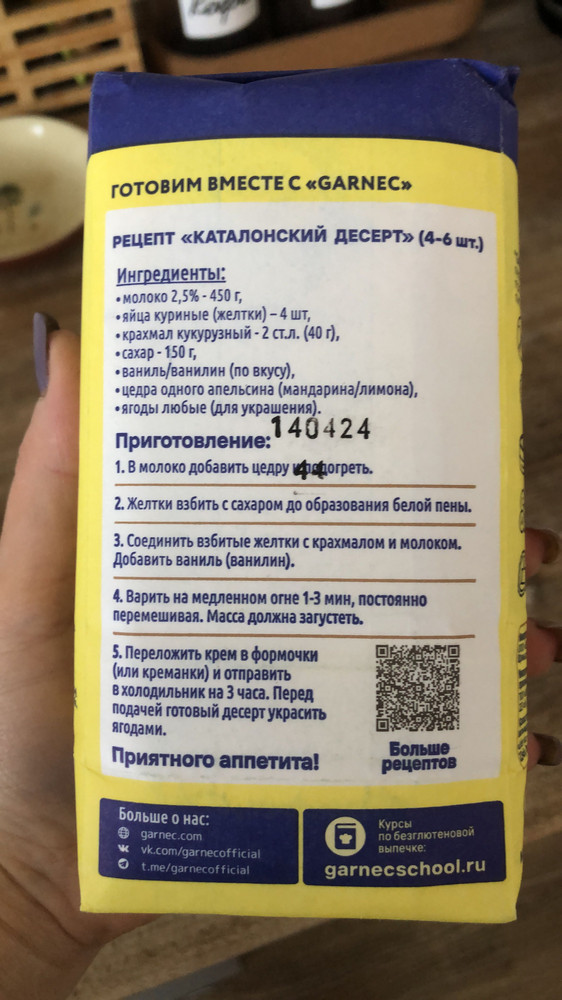 ГОТОВИМ ВМЕСТЕ С «GARNEC»
РЕЦЕПТ «КАТАЛОНСКИЙ ДЕСЕРТ» (4-6 шт.)
Ингредиенты:
•молоко 2,5% - 450 г,
•яйца куриные (желтки) – 4 шт,
•крахмал кукурузный - 2 ст.л. (40 г),
•сахар - 150 г,
•ваниль/ванилин (по вкусу),
•цедра одного апельсина (мандарина/лимона),
•ягоды любые (для украшения).
140424
Приготовление:
44
1. В молоко добавить цедру и подогреть.
2. Желтки взбить с сахаром до образования белой пены.
3. Соединить взбитые желтки с крахмалом и молоком.
Добавить ваниль (ванилин).
4. Варить на медленном огне 1-3 мин, постоянно
перемешивая. Масса должна загустеть.
5. Переложить крем в формочки
(или креманки) и отправить
в холодильник на 3 часа. Перед
подачей готовый десерт украсить
ягодами.
Приятного аппетита!
Больше
рецептов
Больше о нас:
garnec.com
vk.com/garnecofficial
t.me/garnecofficial
Курсы
по безглютеновой
выпечке:
garnecschool.ru